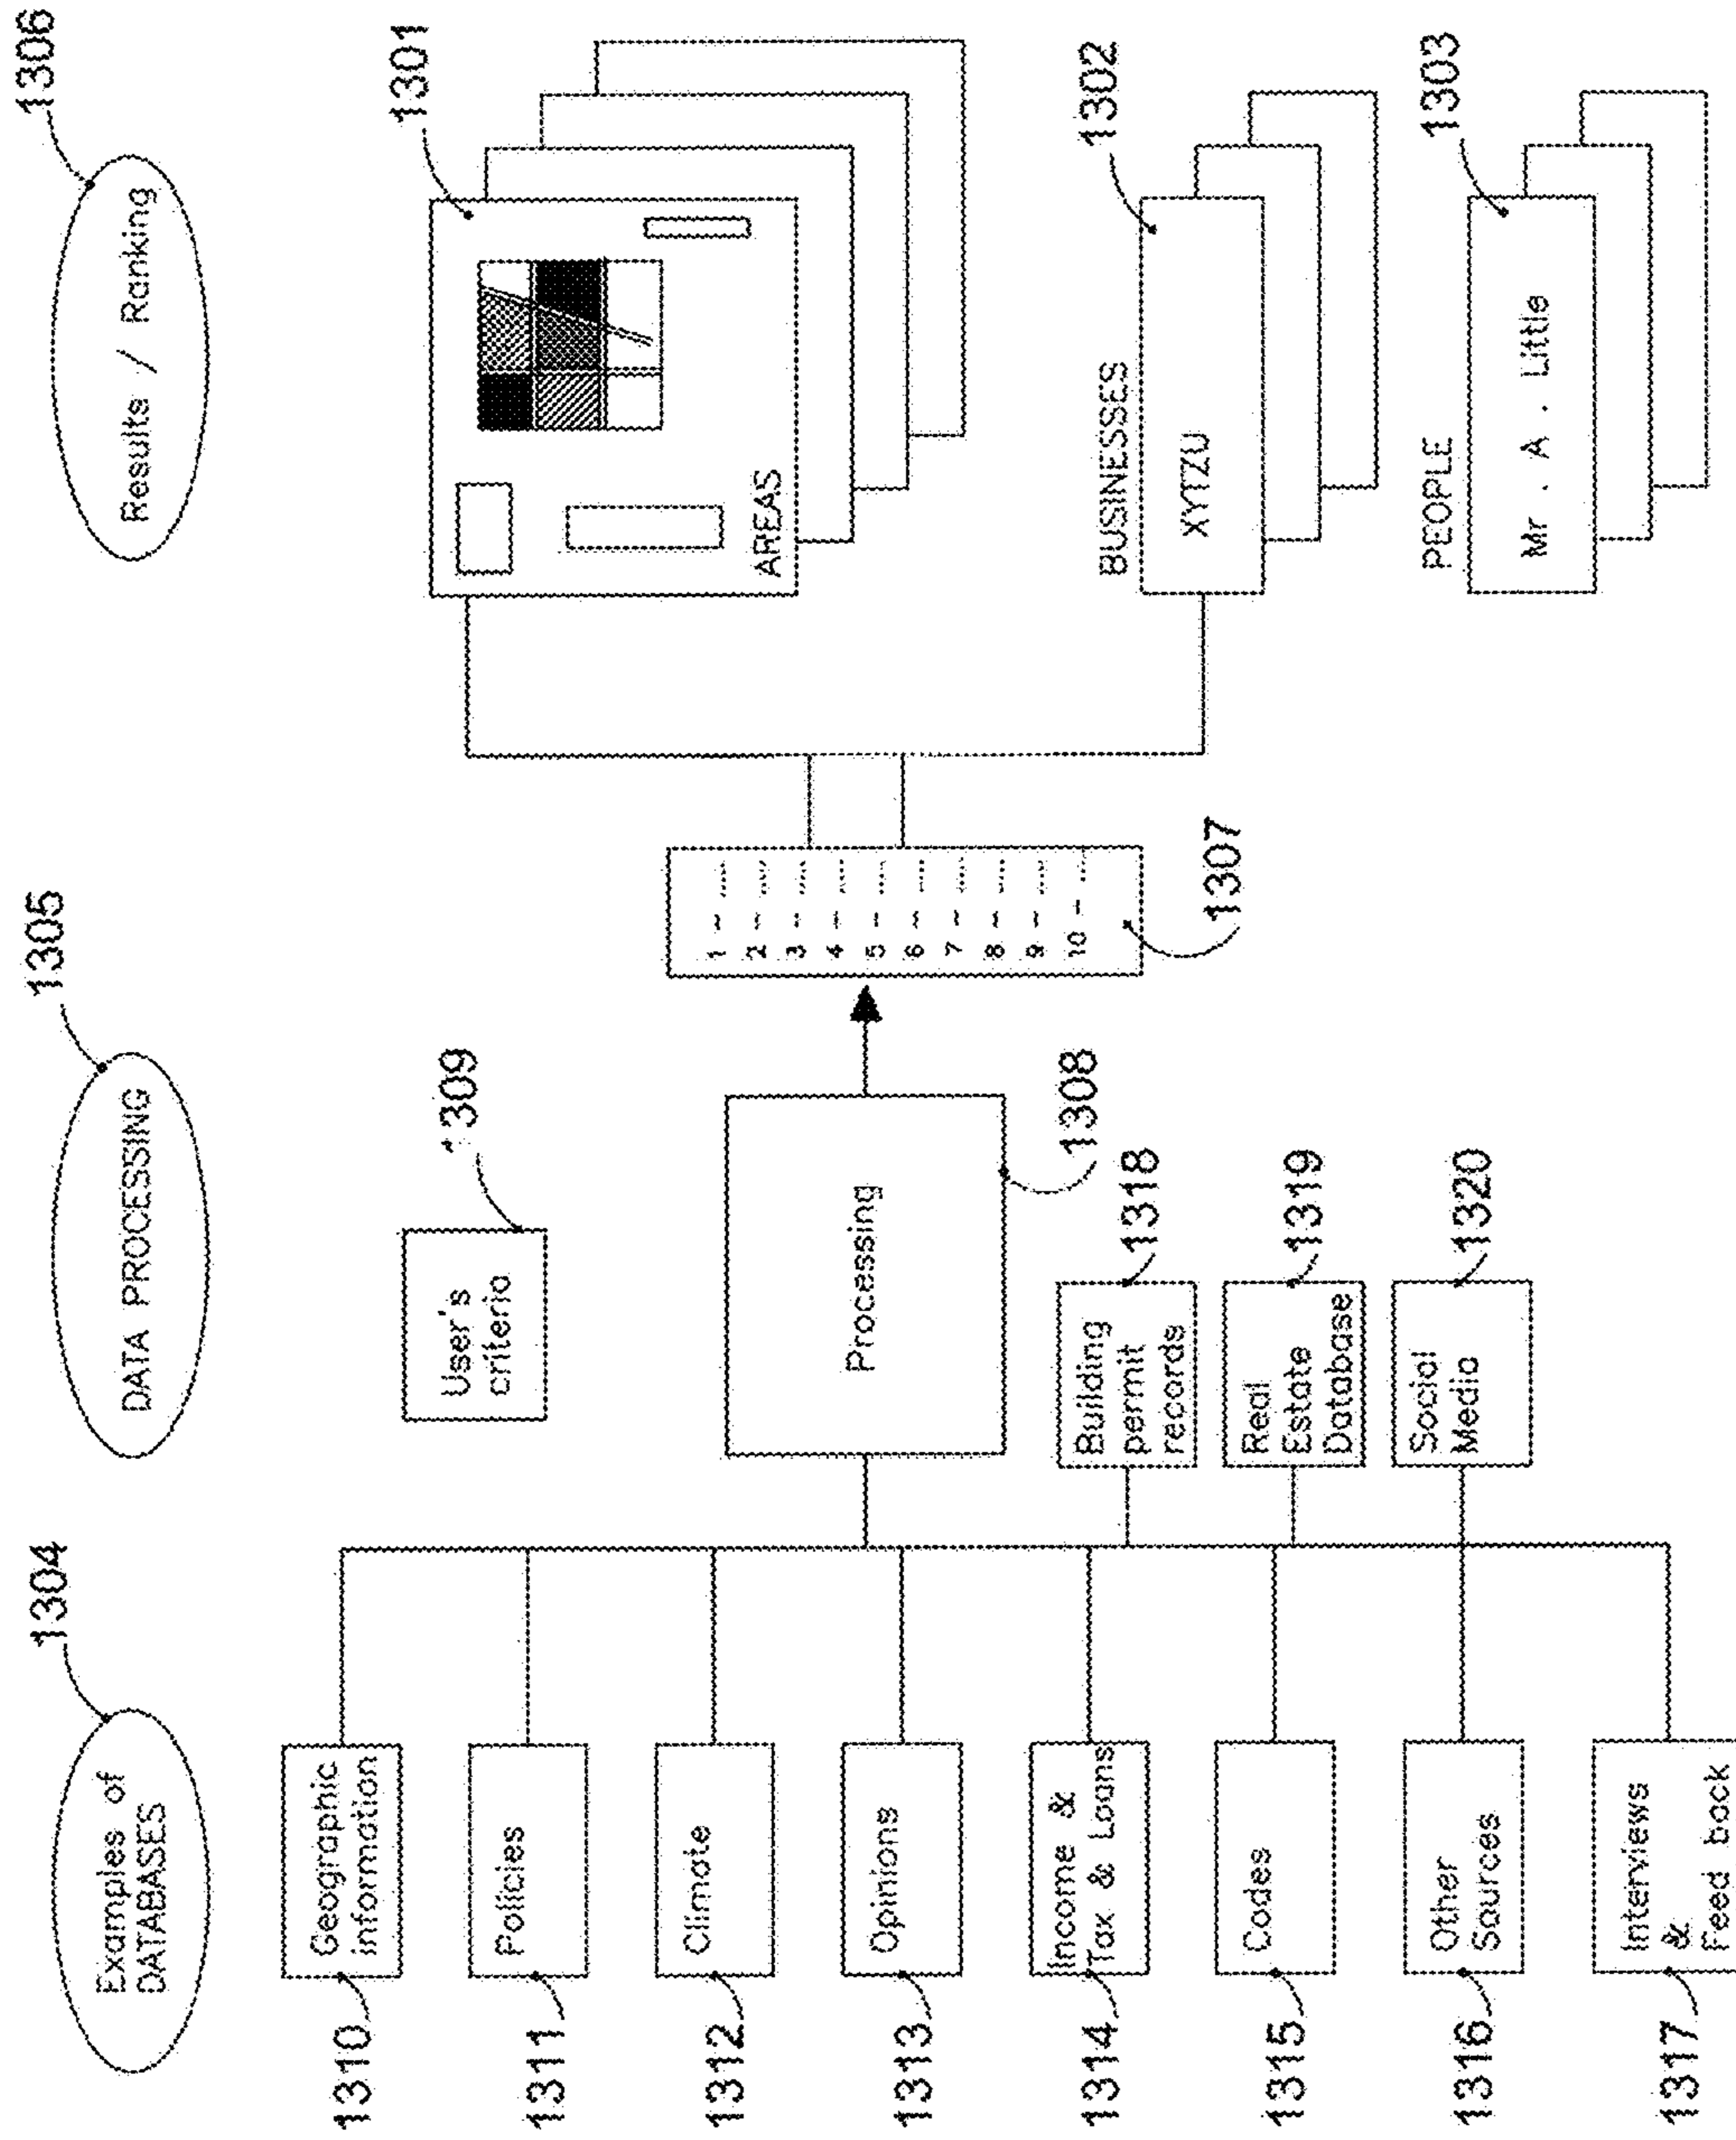 1304
Examples of
DATABASES
1305
DATA PROCESSING
1306
Results / Ranking
1310
Geographic
information
1311
Policies
1312
Climate
1313
Opinions
1314
Income &
Tax & Loans
1315
Codes
1316
Other
Sources
1317
Interviews
&
Feed back
1309
User's
criteria
Processing
1308
Building
permit
records
1318
Real
Estate
Database
1319
Social
Media
1320
1 -
2 -
3 -
4 -
5 -
6 -
7 -
8 -
9 -
10 -
1307
1301
AREAS
BUSINESSES
1302
XYTZU
PEOPLE
1303
Mr . A . Little